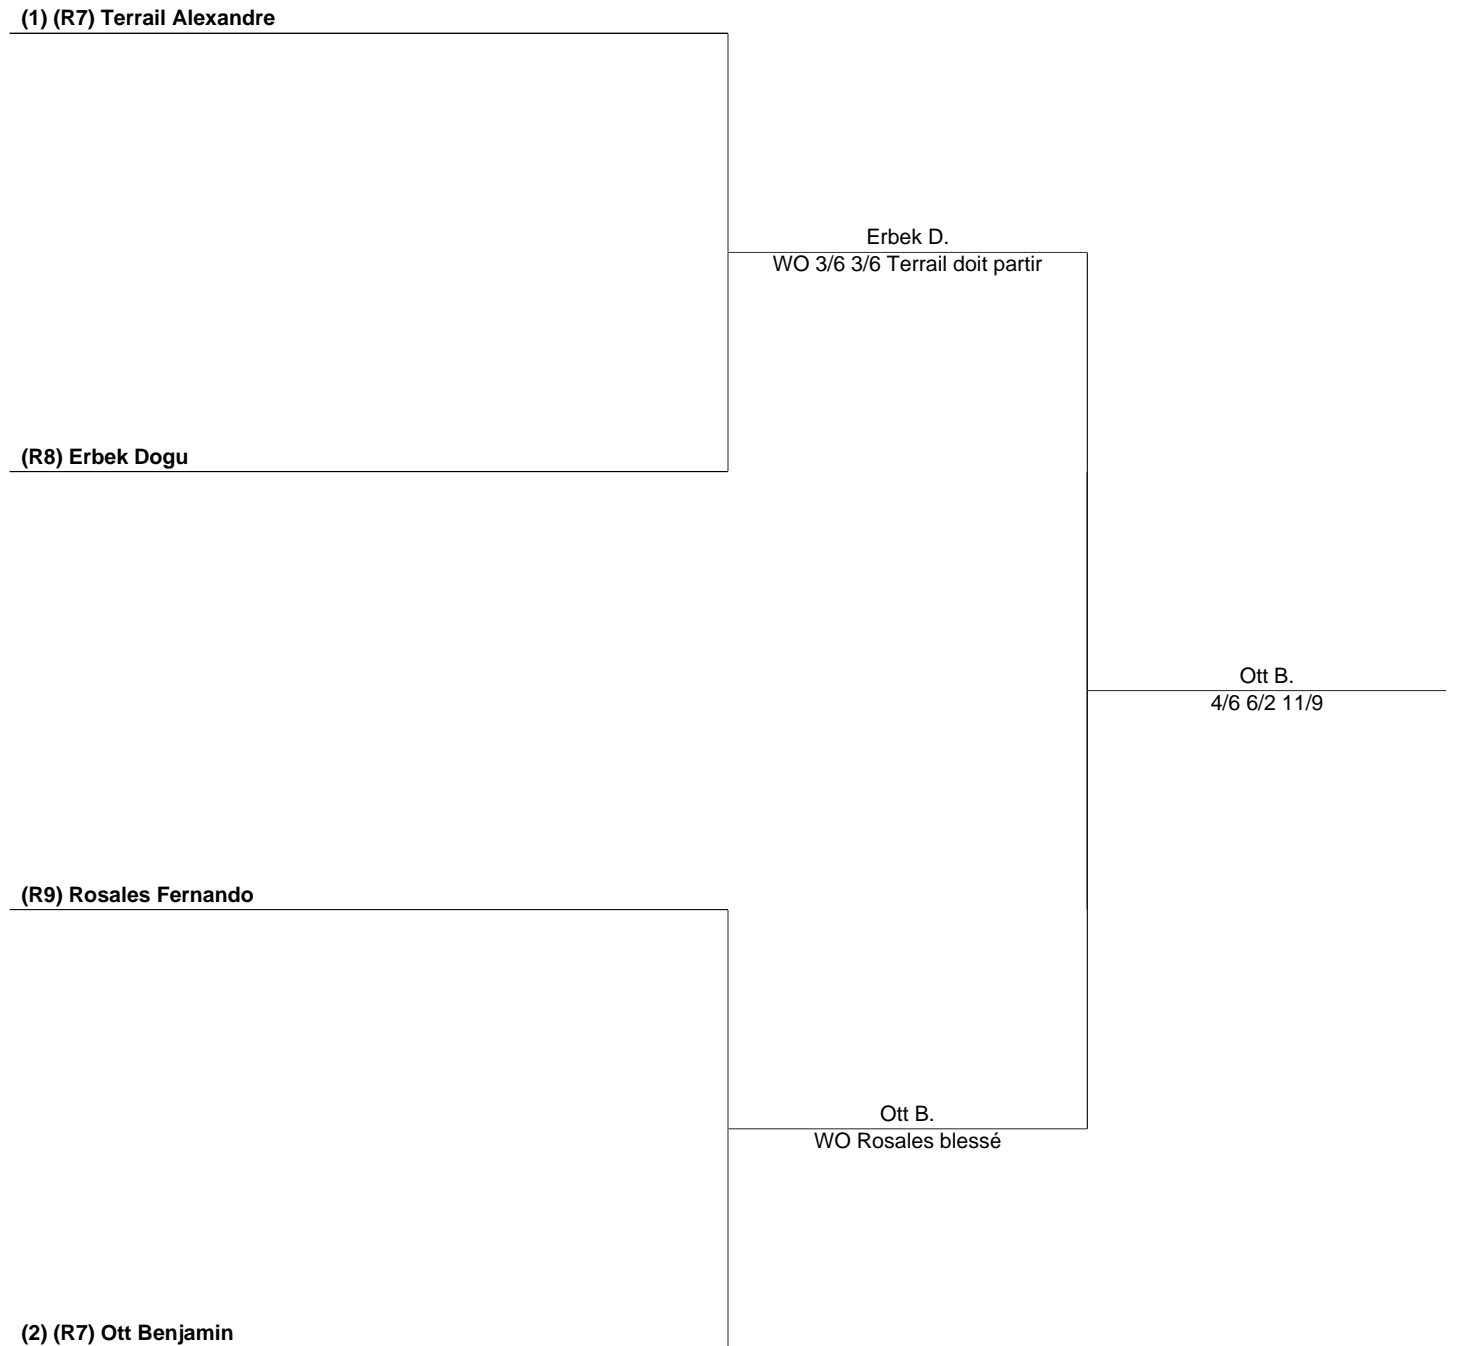 (1) (R7) Terrail Alexandre
Erbek D.
WO 3/6 3/6 Terrail doit partir
(R8) Erbek Dogu
Ott B.
4/6 6/2 11/9
(R9) Rosales Fernando
Ott B.
WO Rosales blessé
(2) (R7) Ott Benjamin